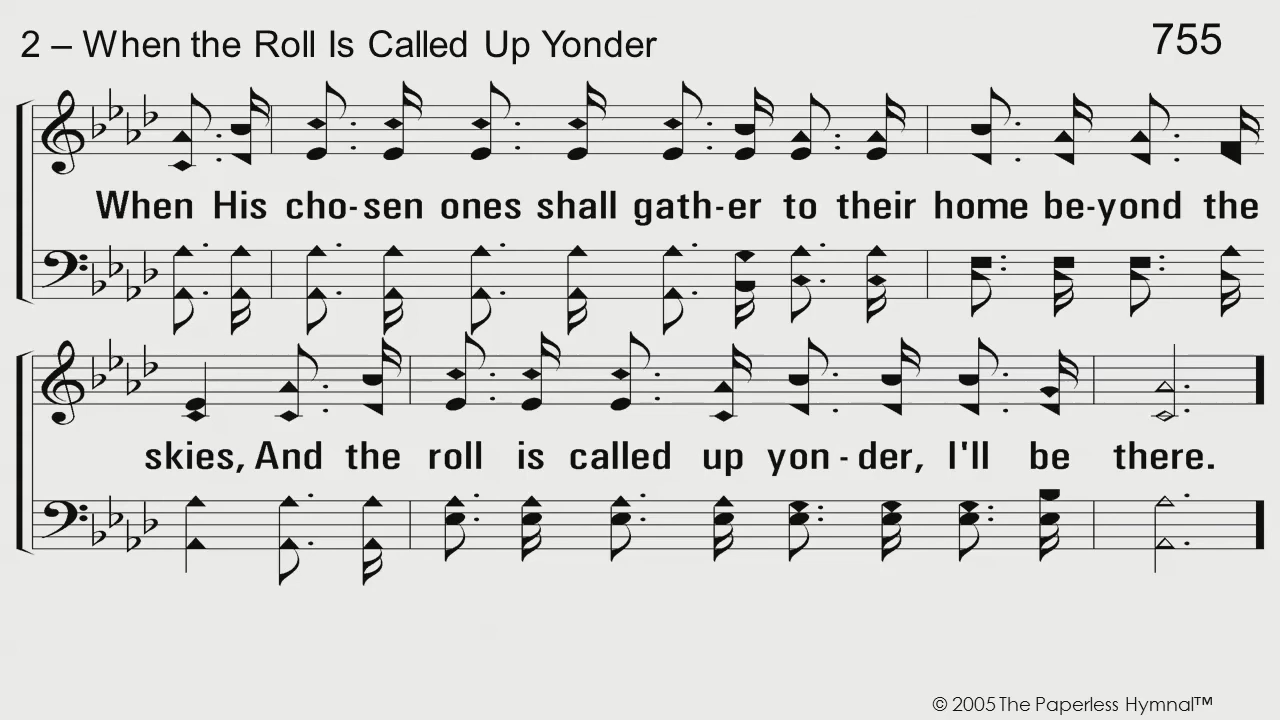 2 – When the Roll Is Called Up Yonder
755
When His cho-sen ones shall gath-er to their home be-yond the
skies, And the roll is called up yon-der, I'll be there.
© 2005 The Paperless Hymnal™